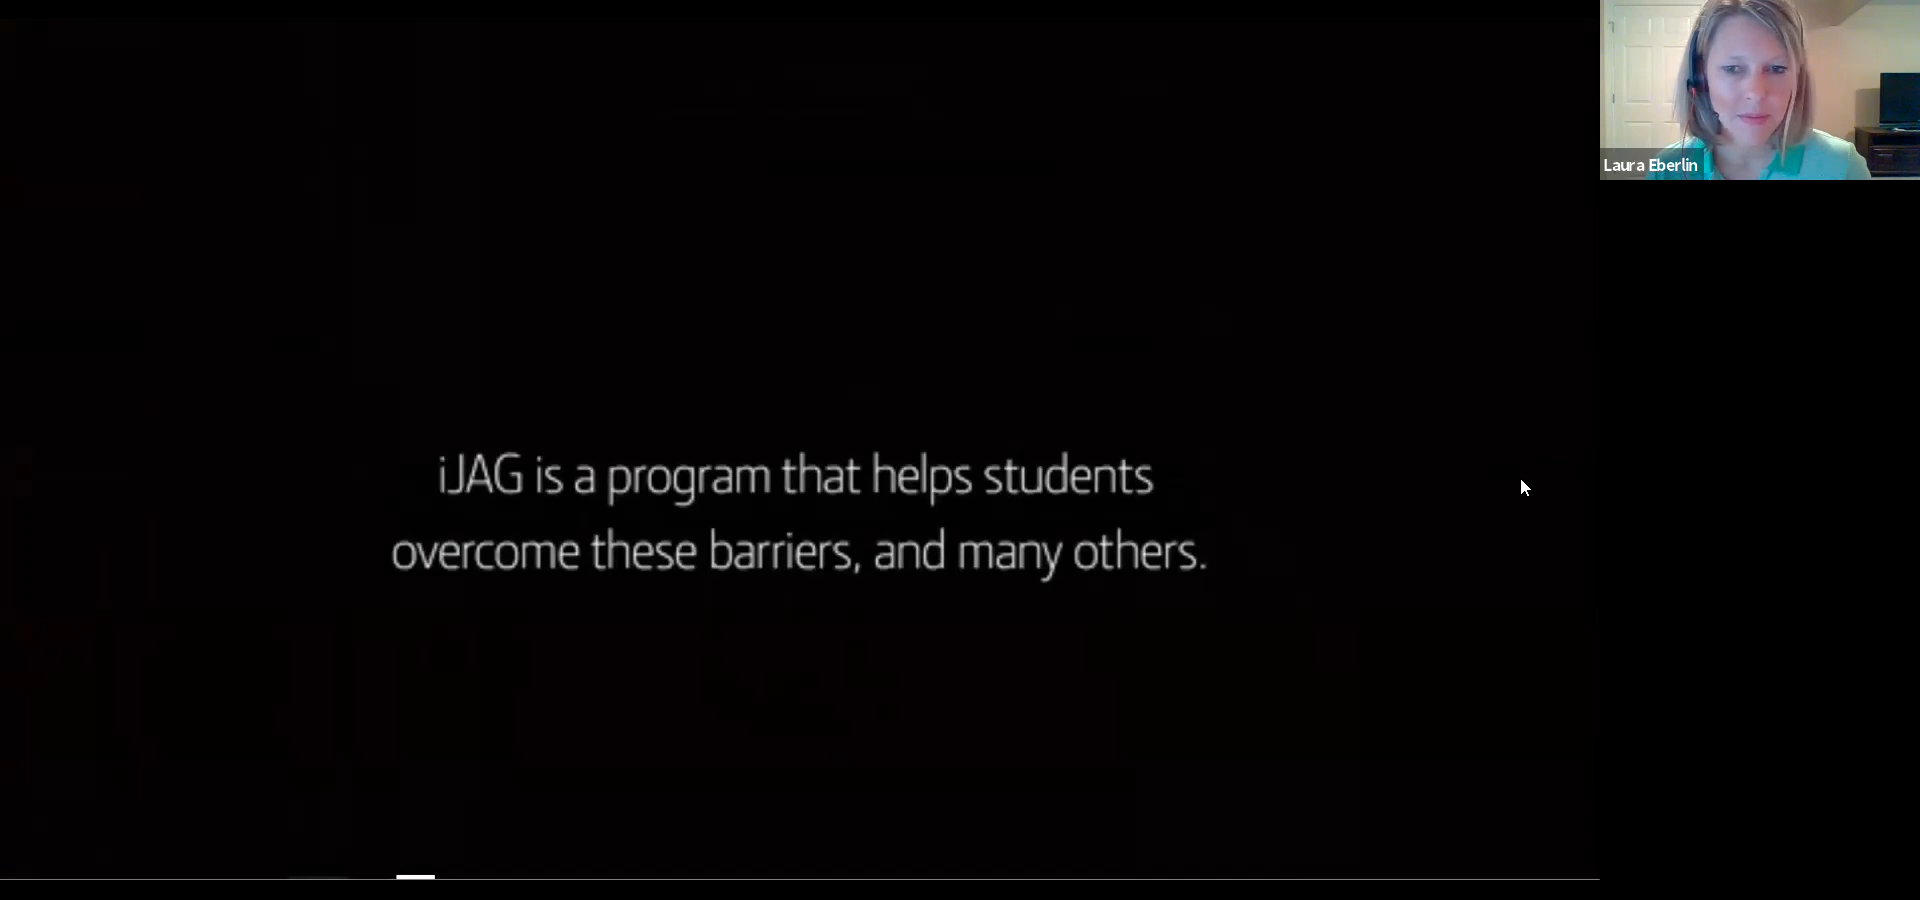 iJAG is a program that helps students
overcome these barriers, and many others.
Laura Eberlin